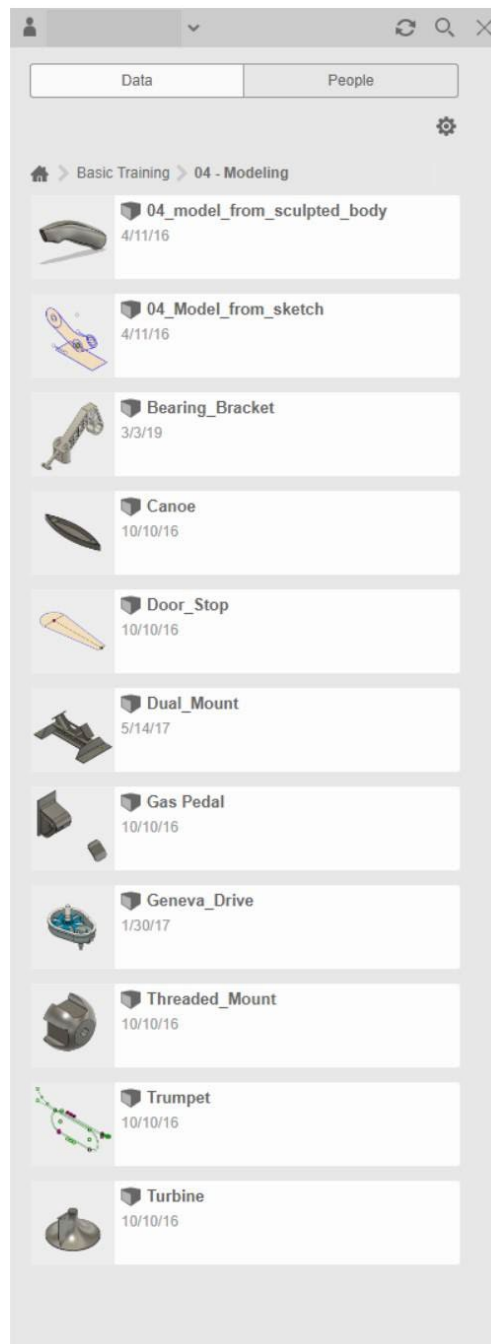 Data People
Basic Training 04 - Modeling
04_model_from_sculpted_body
4/11/16
04_Model_from_sketch
4/11/16
Bearing_Bracket
3/3/19
Canoe
10/10/16
Door_Stop
10/10/16
Dual_Mount
5/14/17
Gas Pedal
10/10/16
Geneva_Drive
1/30/17
Threaded_Mount
10/10/16
Trumpet
10/10/16
Turbine
10/10/16